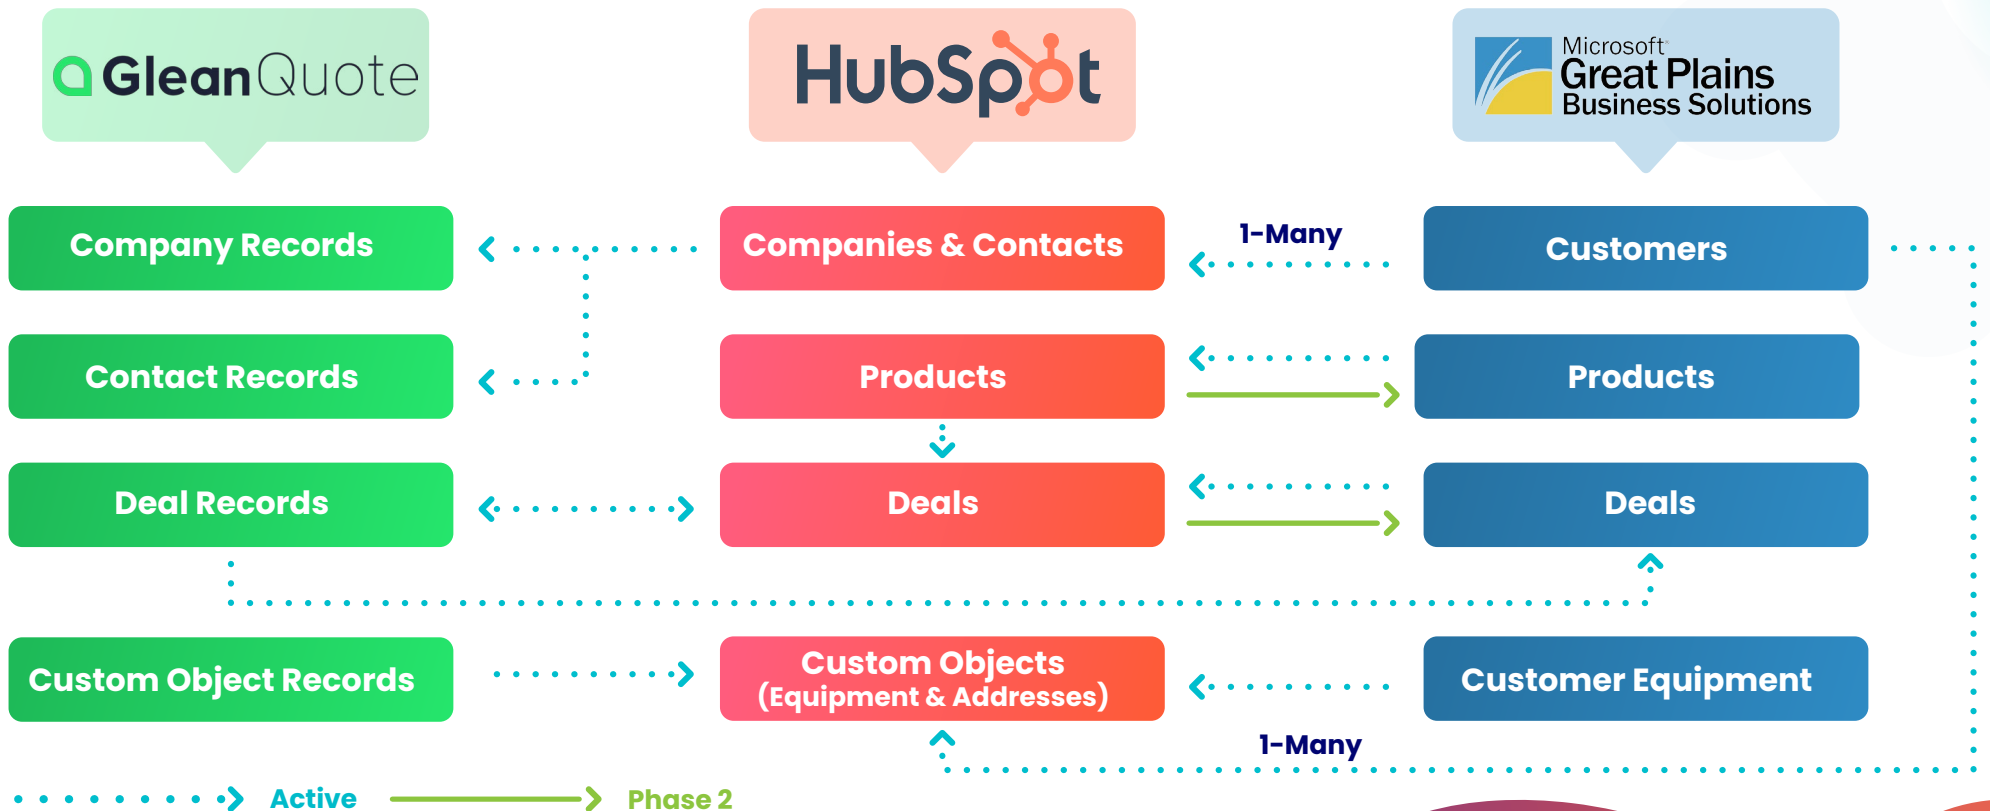 GleanQuote
HubSpot
Microsoft
Great Plains
Business Solutions
Company Records
Companies & Contacts
1-Many
Customers
Contact Records
Products
Products
Deal Records
Deals
Deals
Custom Object Records
Custom Objects
(Equipment & Addresses)
Customer Equipment
1-Many
Active
Phase 2